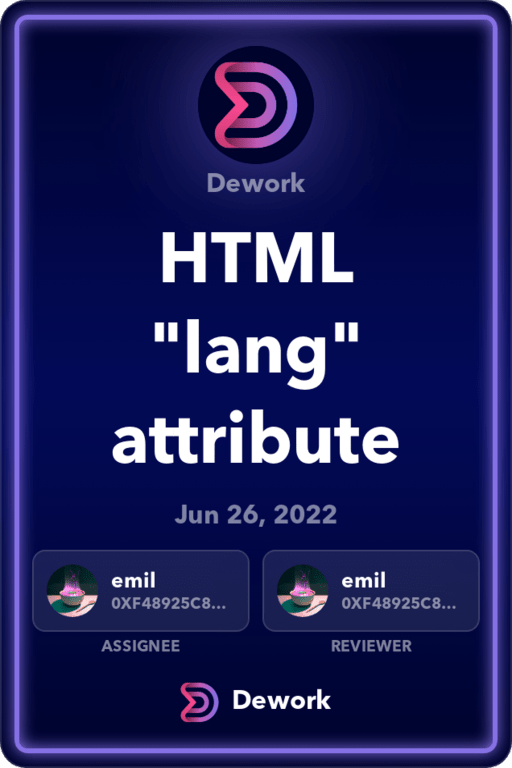 Dework
HTML
"lang"
attribute
Jun 26, 2022
emil
0XF48925C8...
ASSIGNEE
emil
0XF48925C8...
REVIEWER
Dework